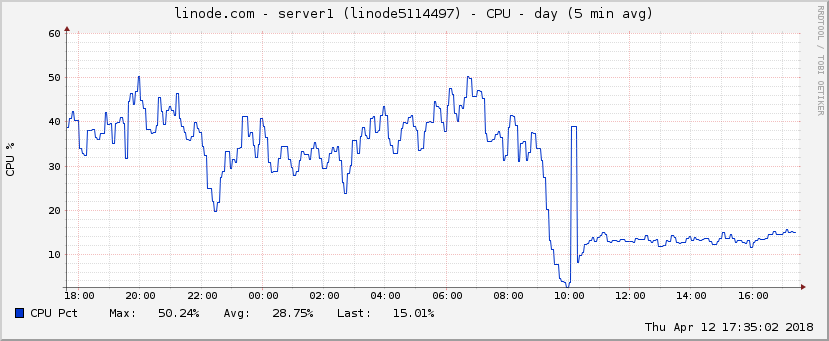 linode.com - server1 (linode5114497) - CPU - day (5 min avg)
RRDTOOL / TOBI OETIKER
CPU %
60
50
40
30
20
10
18:00 20:00 22:00 00:00 02:00 04:00 06:00 08:00 10:00 12:00 14:00 16:00
CPU Pct Max: 50.24% Avg: 28.75% Last: 15.01%
Thu Apr 12 17:35:02 2018